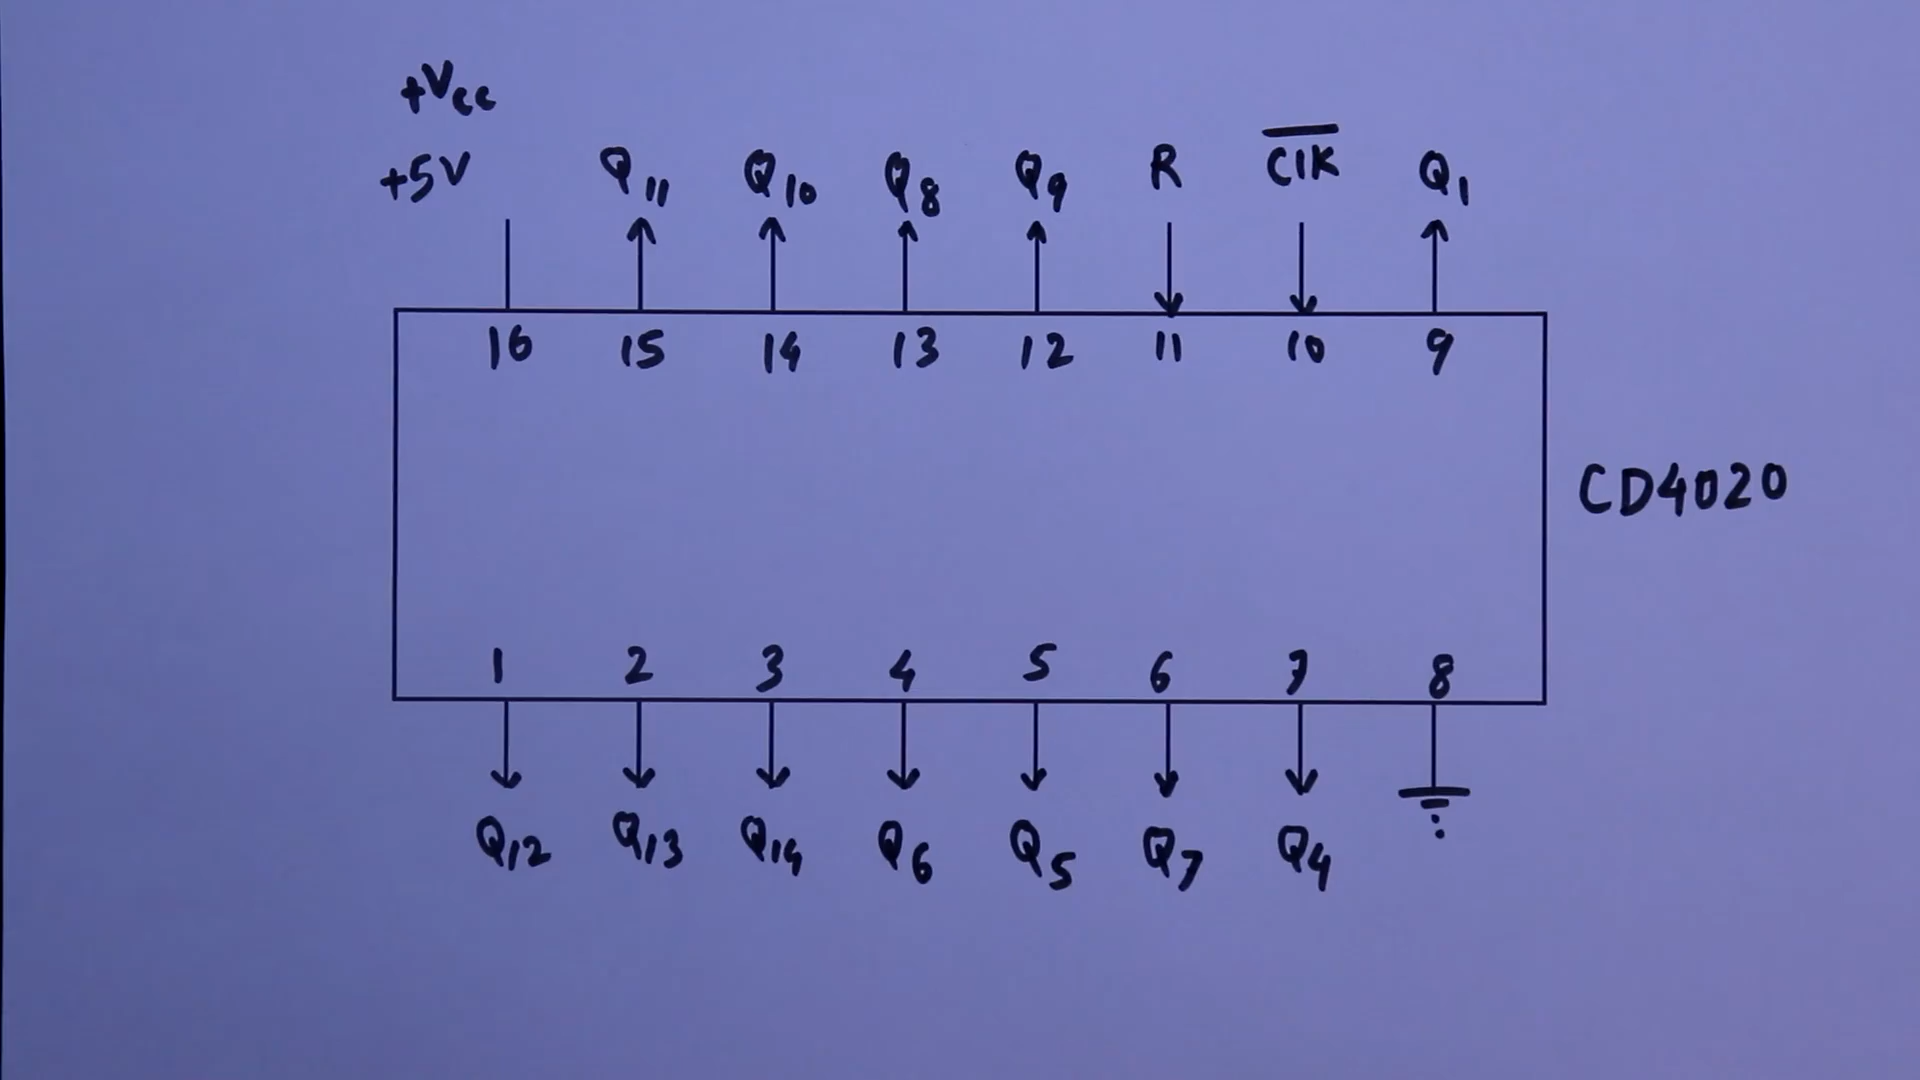 +Vcc
+5V Q11 Q10 Q8 Q9 R C̅l̅K̅ Q1
16 15 14 13 12 11 10 9
CD4020
1 2 3 4 5 6 7 8
Q12 Q13 Q14 Q6 Q5 Q7 Q4